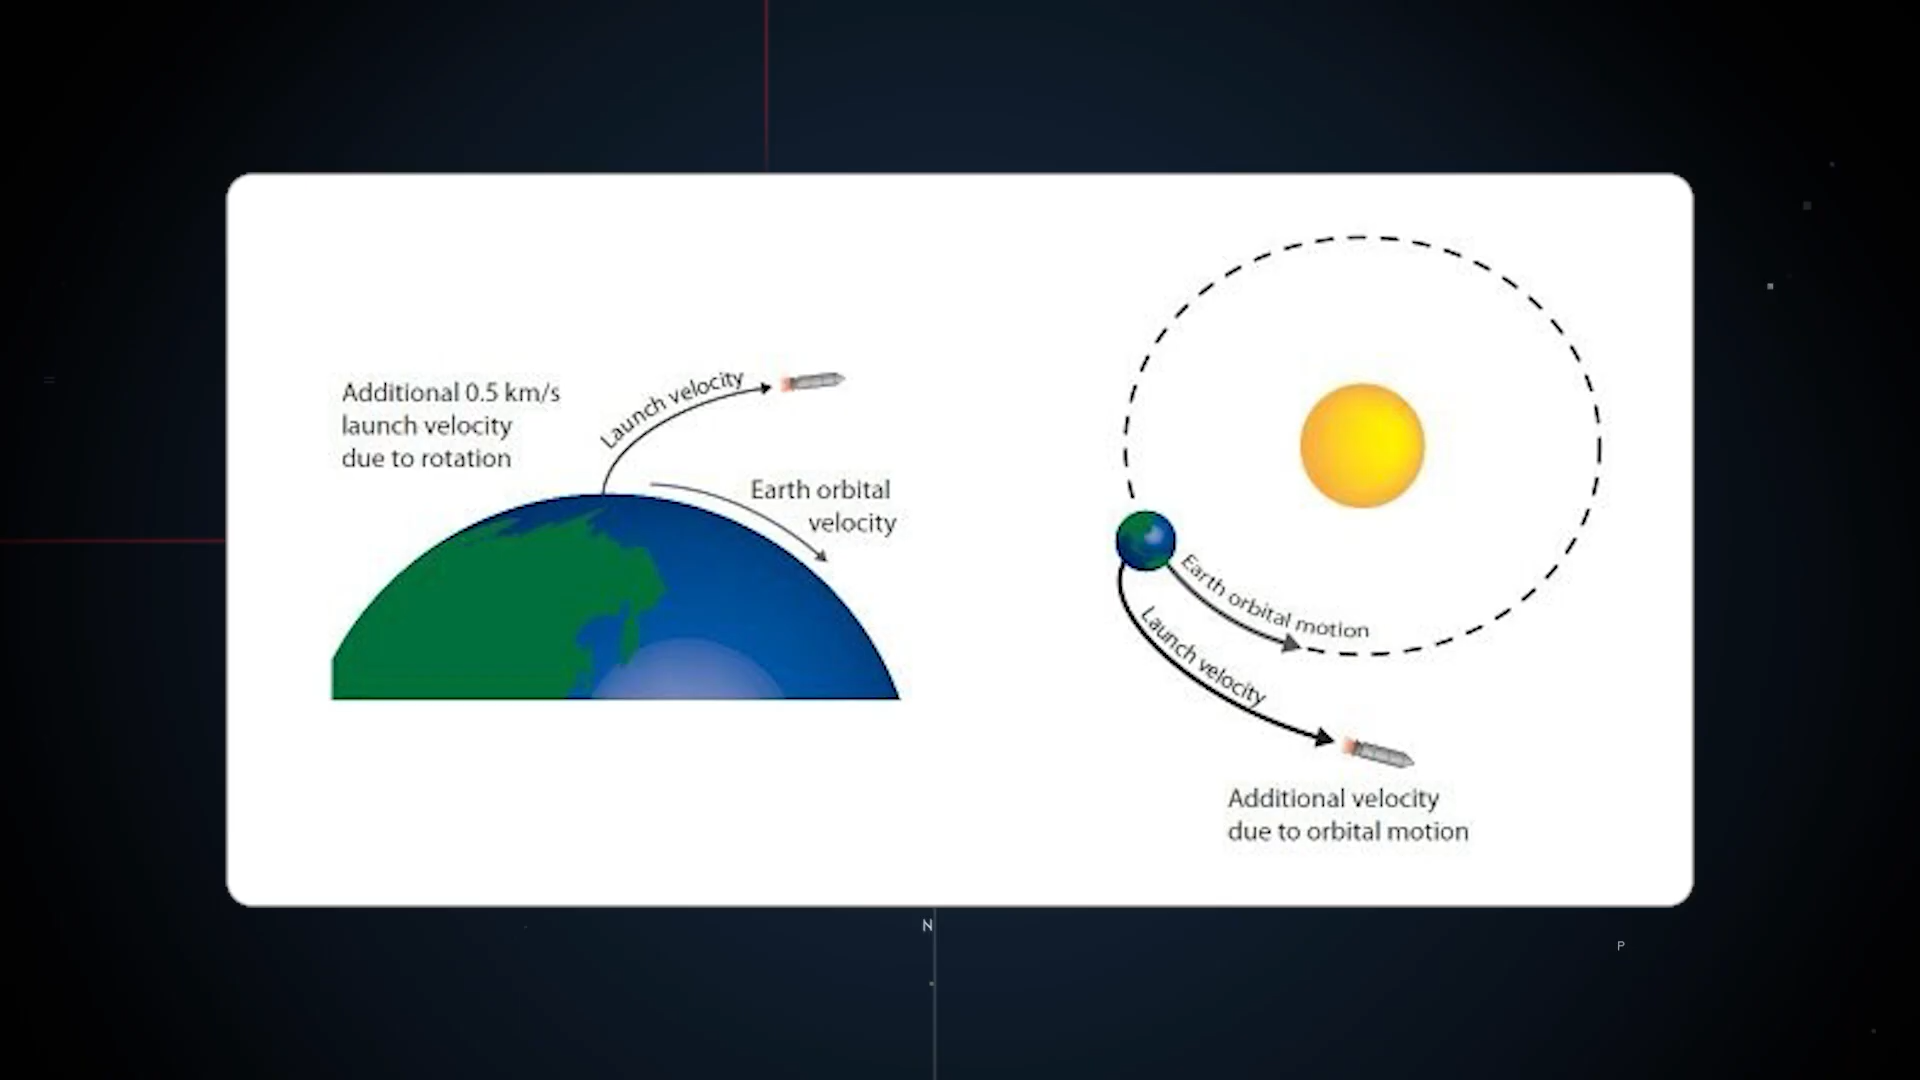 Additional 0.5 km/s
launch velocity
due to rotation
Launch velocity
Earth orbital
velocity
Earth orbital motion
Launch velocity
Additional velocity
due to orbital motion
N
P